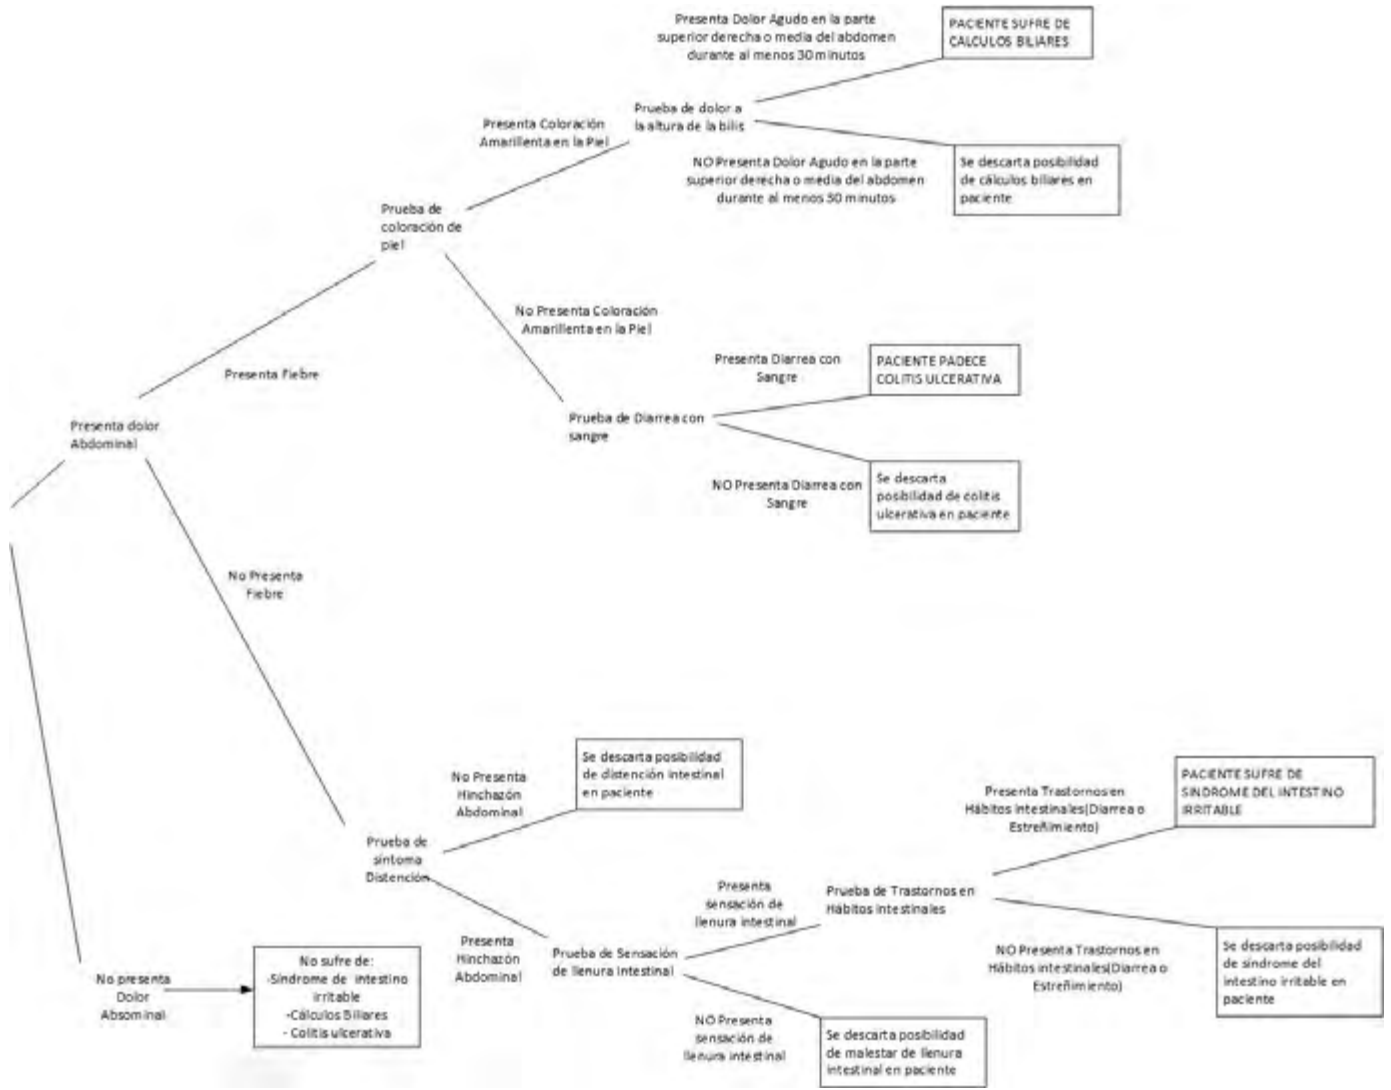 Presenta Dolor Agudo en la parte
superior derecha o media del abdomen
durante al menos 30 minutos
PACIENTE SUFRE DE
CALCULOS BILIARES
Prueba de dolor a
la altura de la bilis
Presenta Coloración
Amarillenta en la Piel
NO Presenta Dolor Agudo en la parte
superior derecha o media del abdomen
durante al menos 30 minutos
Se descarta posibilidad
de cálculos biliares en
paciente
Prueba de
coloración de
piel
No Presenta Coloración
Amarillenta en la Piel
Presenta Fiebre
Presenta Diarrea con
Sangre
PACIENTE PADECE
COLITIS ULCERATIVA
Prueba de Diarrea con
sangre
Presenta dolor
Abdominal
NO Presenta Diarrea con
Sangre
Se descarta
posibilidad de colitis
ulcerativa en paciente
No Presenta
Fiebre
No Presenta
Hinchazón
Abdominal
Se descarta posibilidad
de distención intestinal
en paciente
Presenta Trastornos en
Hábitos intestinales(Diarrea o
Estreñimiento)
PACIENTE SUFRE DE
SINDROME DEL INTESTINO
IRRITABLE
Prueba de
síntoma
Distención
Presenta
sensación de
llenura intestinal
Prueba de Trastornos en
Hábitos intestinales
Presenta
Hinchazón
Abdominal
Prueba de Sensación
de llenura intestinal
NO Presenta Trastornos en
Hábitos intestinales(Diarrea o
Estreñimiento)
Se descarta posibilidad
de síndrome del
intestino irritable en
paciente
No presenta
Dolor
Absominal
No sufre de:
-Síndrome de intestino
irritable
-Cálculos Biliares
- Colitis ulcerativa
NO Presenta
sensación de
llenura intestinal
Se descarta posibilidad
de malestar de llenura
intestinal en paciente